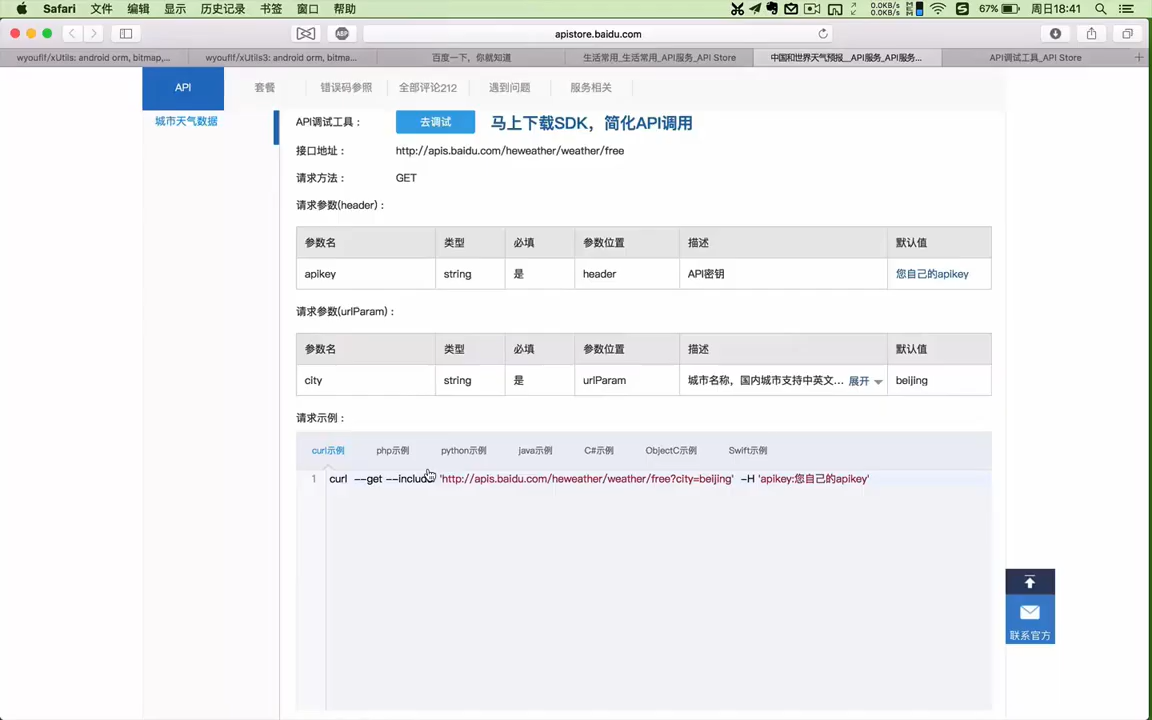 Safari 文件 编辑 显示 历史记录 书签 窗口 帮助 0.0KB/s 0.0KB/s 67% 周日18:41
ABP apistore.baidu.com
wyouflf/xUtils: android orm, bitmap,... wyouflf/xUtils3: android orm, bitma... 百度一下，你就知道 生活常用_生活常用_API服务_API Store 中国和世界天气预报__API服务_API服务... API调试工具_API Store
API 套餐 错误码参照 全部评论212 遇到问题 服务相关
城市天气数据
API调试工具： 去调试 马上下载SDK，简化API调用
接口地址： http://apis.baidu.com/heweather/weather/free
请求方法： GET
请求参数(header) :
参数名 类型 必填 参数位置 描述 默认值
apikey string 是 header API密钥 您自己的apikey
请求参数(urlParam) :
参数名 类型 必填 参数位置 描述 默认值
city string 是 urlParam 城市名称，国内城市支持中英文... 展开 beijing
请求示例：
curl示例 php示例 python示例 java示例 C#示例 ObjectC示例 Swift示例
1 curl --get --include 'http://apis.baidu.com/heweather/weather/free?city=beijing' -H 'apikey:您自己的apikey'
联系官方